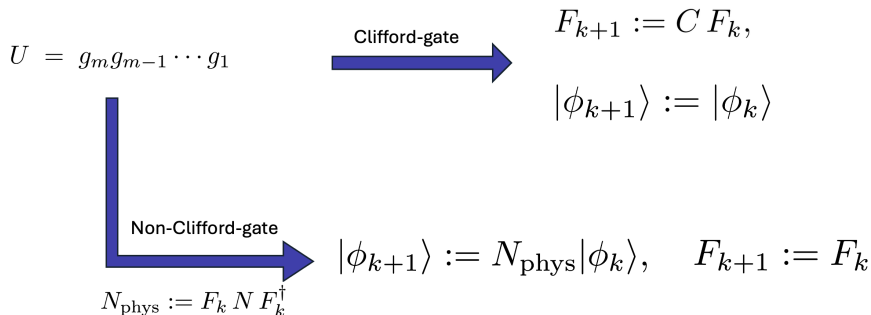 U = g_m g_{m−1} ⋯ g_1
Clifford-gate
F_{k+1} := C F_k,
|ϕ_{k+1}⟩ := |ϕ_k⟩
Non-Clifford-gate
N_phys := F_k N F_k^†
|ϕ_{k+1}⟩ := N_phys|ϕ_k⟩, F_{k+1} := F_k